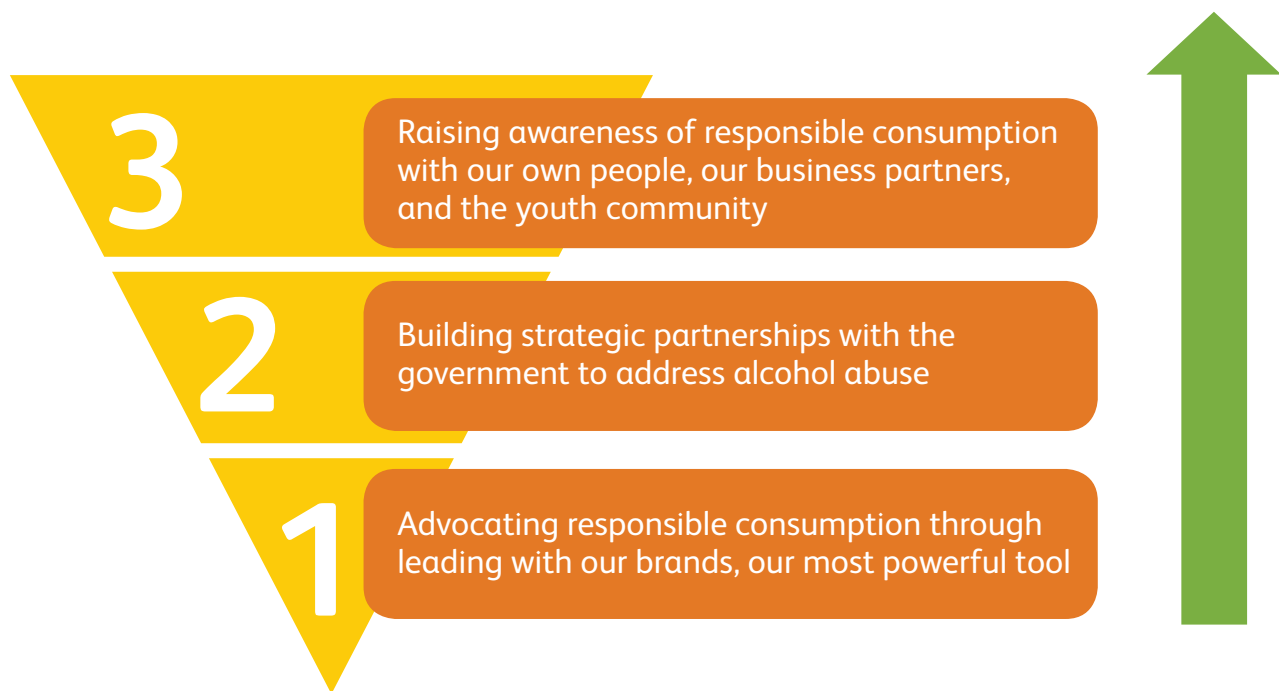 3
Raising awareness of responsible consumption
with our own people, our business partners,
and the youth community
2
Building strategic partnerships with the
government to address alcohol abuse
1
Advocating responsible consumption through
leading with our brands, our most powerful tool